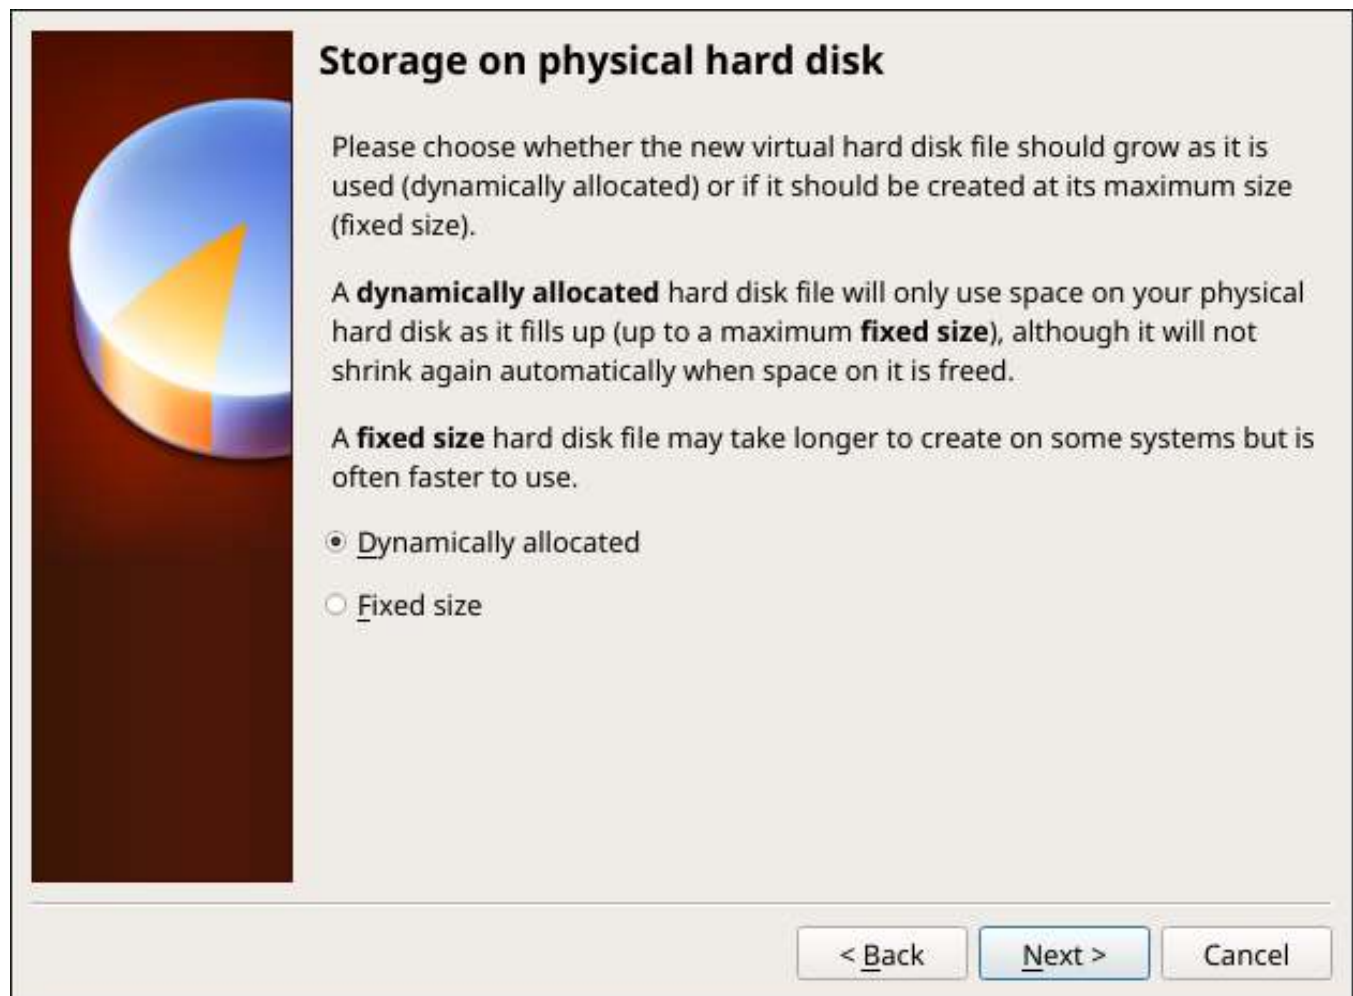 Storage on physical hard disk
Please choose whether the new virtual hard disk file should grow as it is
used (dynamically allocated) or if it should be created at its maximum size
(fixed size).
A dynamically allocated hard disk file will only use space on your physical
hard disk as it fills up (up to a maximum fixed size), although it will not
shrink again automatically when space on it is freed.
A fixed size hard disk file may take longer to create on some systems but is
often faster to use.
Dynamically allocated
Fixed size
< Back Next > Cancel